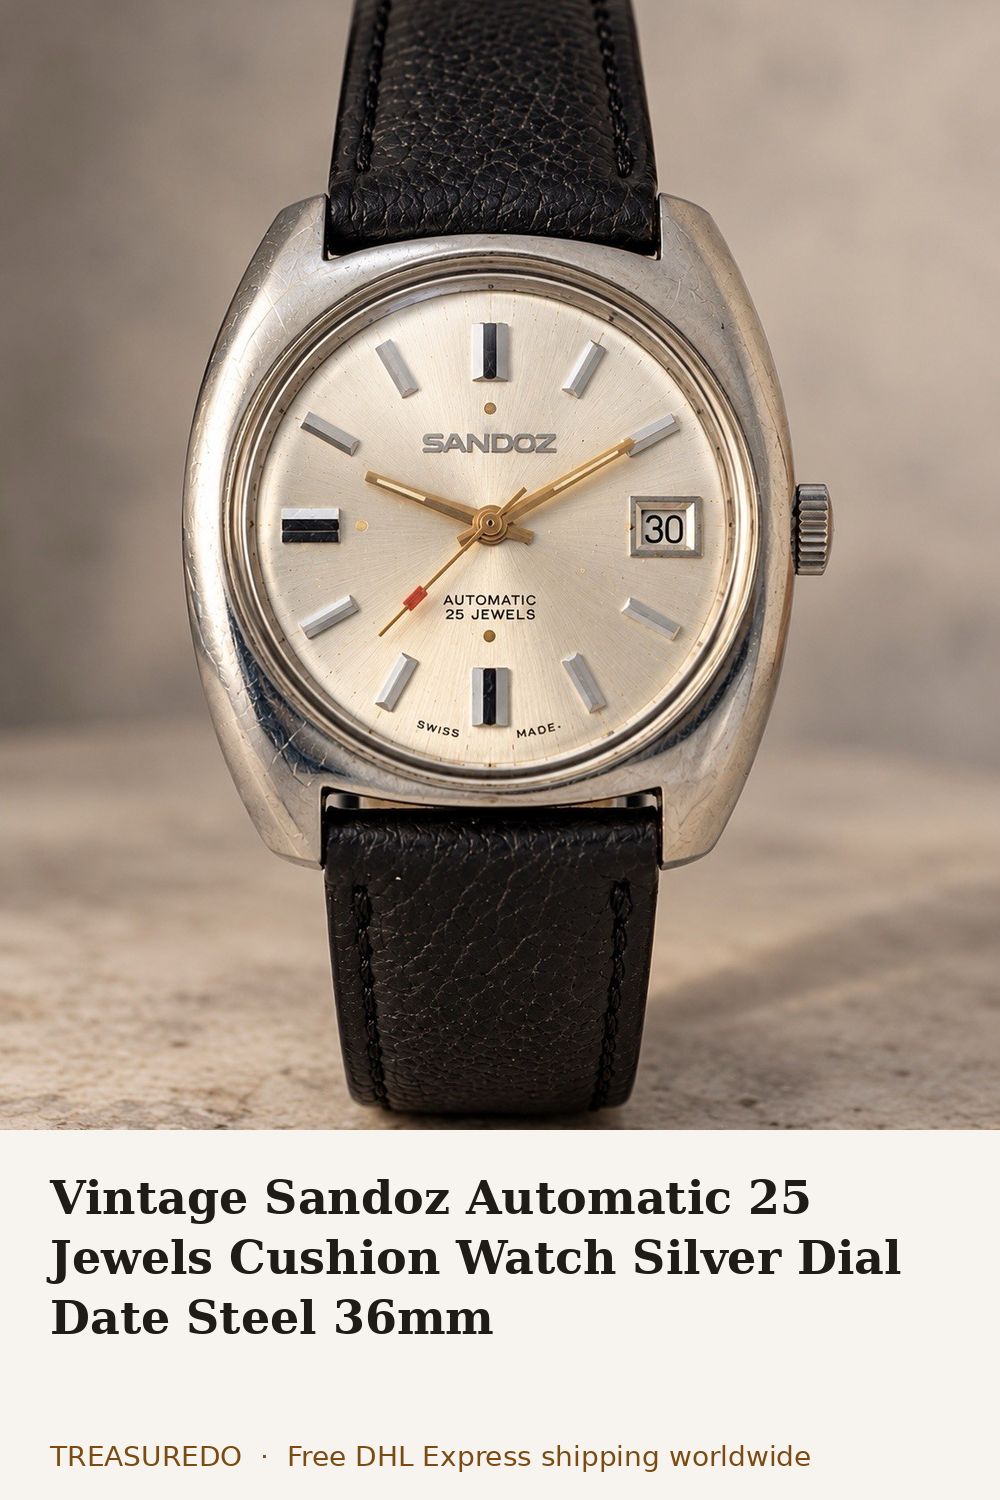 SANDOZ
30
AUTOMATIC
25 JEWELS
SWISS MADE.
Vintage Sandoz Automatic 25
Jewels Cushion Watch Silver Dial
Date Steel 36mm
TREASUREDO · Free DHL Express shipping worldwide